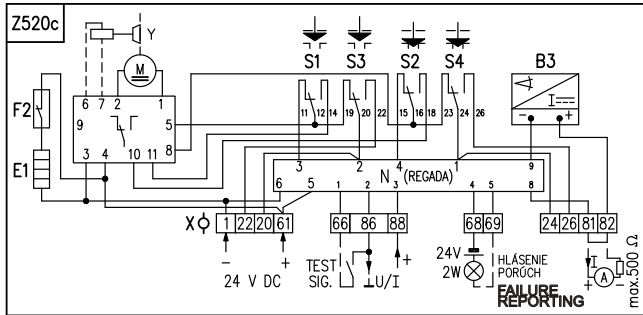 Z520c
Y
S1 S3 S2 S4 B3
M
I
- +
F2
6 7 2 1
9 5
8
3 4 10 11
11 12 14 19 20 22 15 16 18 23 24 26
E1
3 2 4 1 9
N (REGADA)
6 5 1 2 3 4 5 8
X 1 22 20 61 66 86 88 68 69 24 26 81 82
- +
24 V DC
TEST
SIG.
⊥U/I
+
24V
2W
HLÁSENIE
PORÚCH
FAILURE
REPORTING
I
+ A -
max.500 Ω